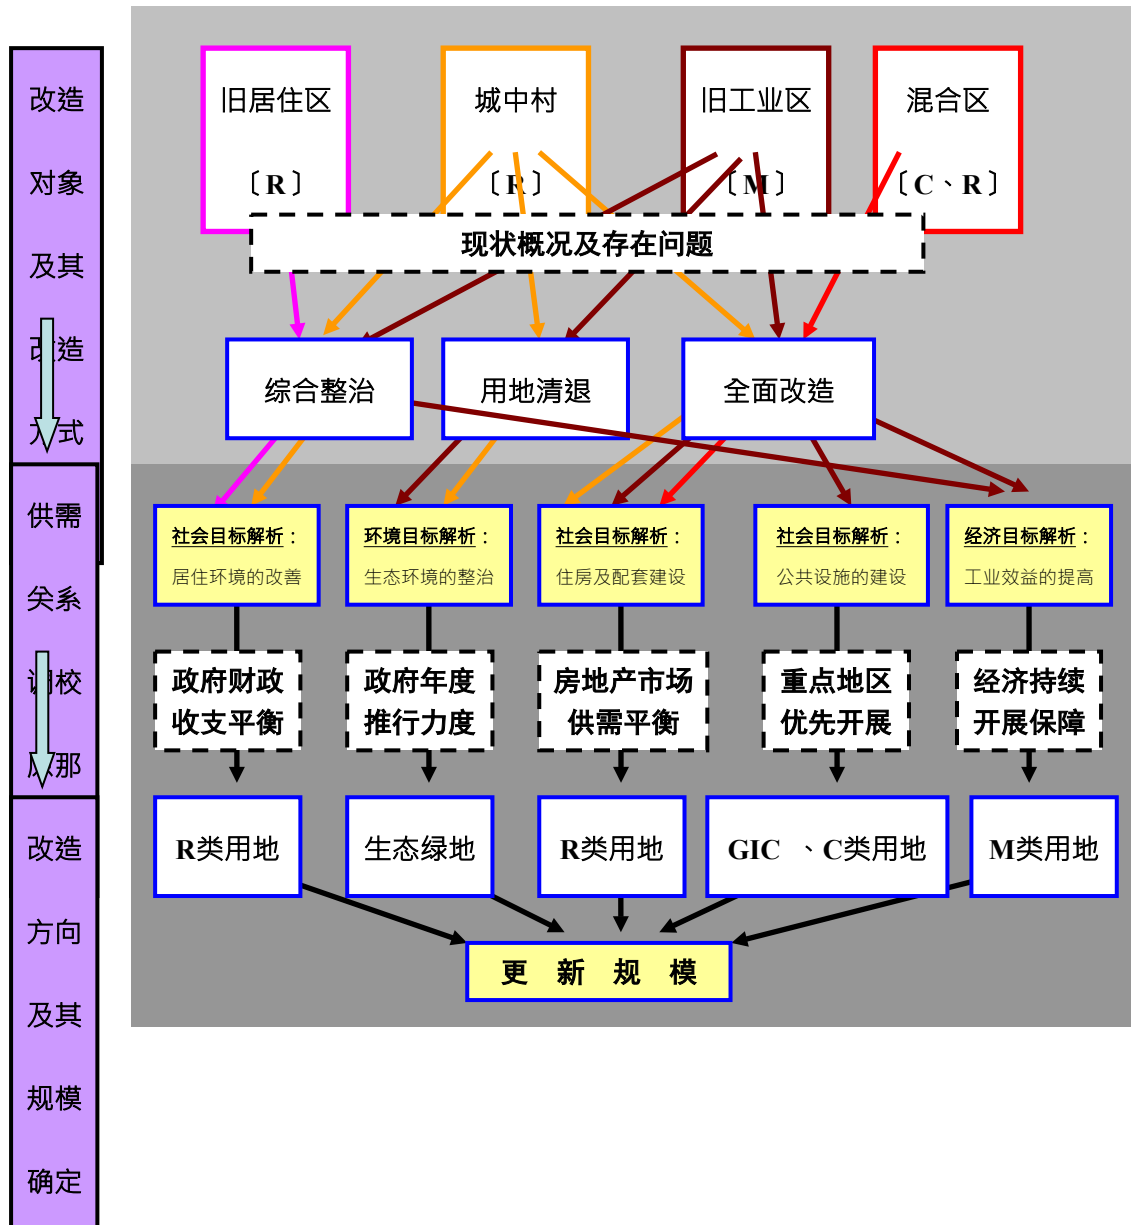 改造
对象
及其
改造
方式
供需
关系
调校
原那
改造
方向
及其
规模
确定
旧居住区
〔R〕
城中村
〔R〕
旧工业区
〔M〕
混合区
〔C、R〕
现状概况及存在问题
综合整治
用地清退
全面改造
社会目标解析：
居住环境的改善
环境目标解析：
生态环境的整治
社会目标解析：
住房及配套建设
社会目标解析：
公共设施的建设
经济目标解析：
工业效益的提高
政府财政
收支平衡
政府年度
推行力度
房地产市场
供需平衡
重点地区
优先开展
经济持续
开展保障
R类用地
生态绿地
R类用地
GIC 、C类用地
M类用地
更 新 规 模